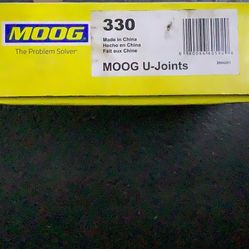 MOOG
The Problem Solver
330
Made in China
Hecho en China
Fait aux Chine
MOOG U-Joints